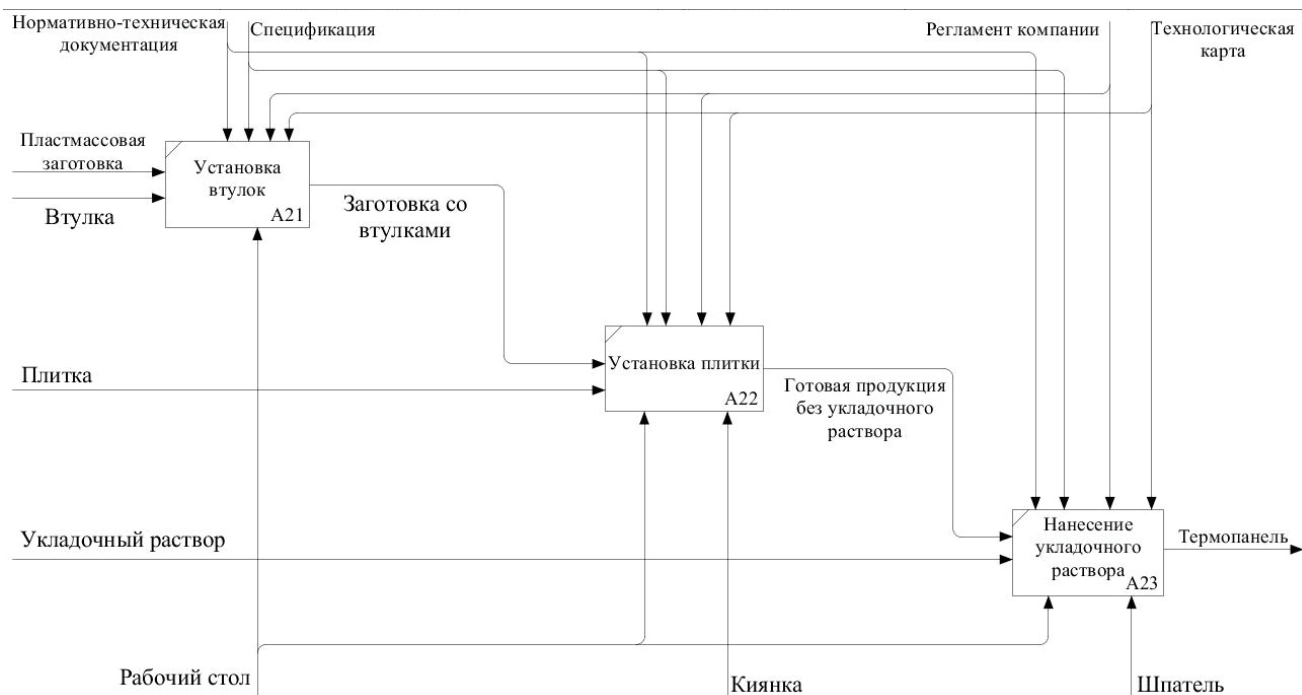 Нормативно-техническая
документация
Спецификация
Регламент компании
Технологическая
карта
Пластмассовая
заготовка
Втулка
Установка
втулок
A21
Заготовка со
втулками
Плитка
Установка плитки
A22
Готовая продукция
без укладочного
раствора
Укладочный раствор
Нанесение
укладочного
раствора
A23
Термопанель
Рабочий стол
Киянка
Шпатель